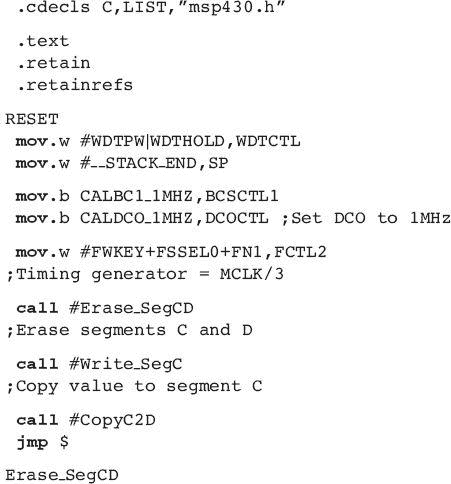 .cdecls C,LIST,”msp430.h”
.text
.retain
.retainrefs
RESET
mov.w #WDTPW|WDTHOLD,WDTCTL
mov.w #__STACK_END,SP
mov.b CALBC1_1MHZ,BCSCTL1
mov.b CALDCO_1MHZ,DCOCTL ;Set DCO to 1MHz
mov.w #FWKEY+FSSEL0+FN1,FCTL2
;Timing generator = MCLK/3
call #Erase_SegCD
;Erase segments C and D
call #Write_SegC
;Copy value to segment C
call #CopyC2D
jmp $
Erase_SegCD